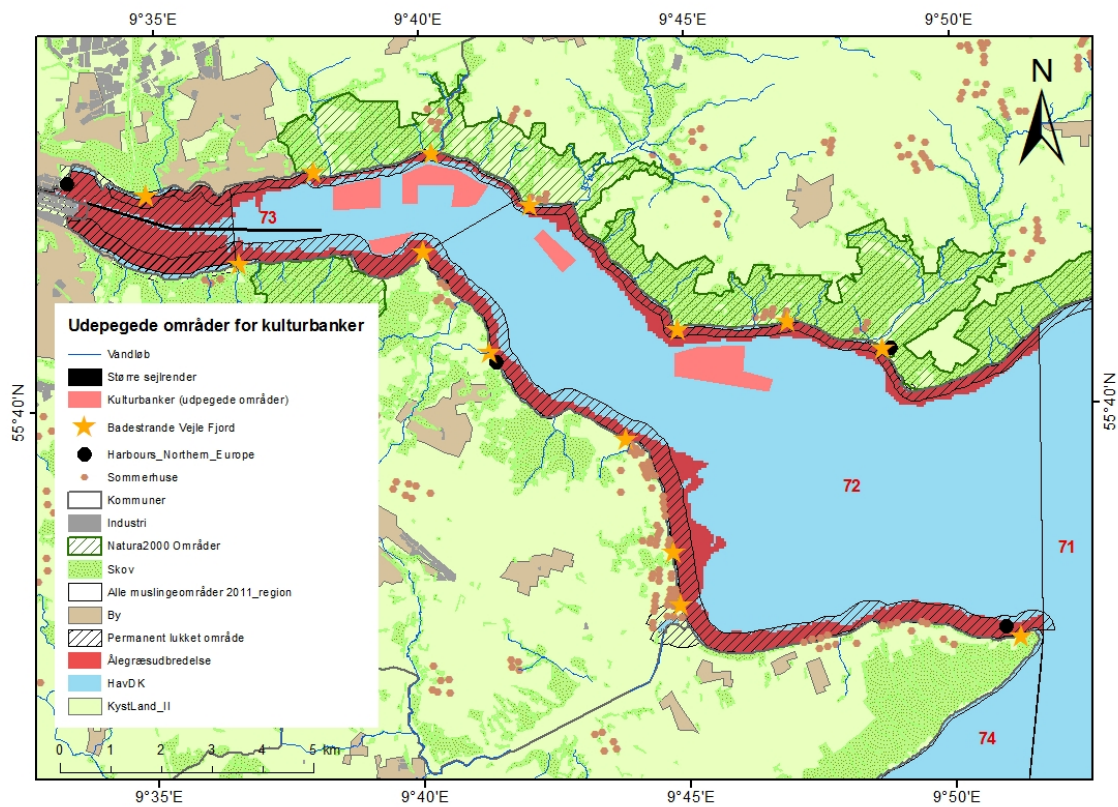 9°35'E 9°40'E 9°45'E 9°50'E
N
73
55°40'N
55°40'N
72
71
74
Udepegede områder for kulturbanker
Vandløb
Større sejlrender
Kulturbanker (udpegede områder)
Badestrande Vejle Fjord
Harbours_Northern_Europe
Sommerhuse
Kommuner
Industri
Natura2000 Områder
Skov
Alle muslingeområder 2011_region
By
Permanent lukket område
Ålegræsudbredelse
HavDK
KystLand_II
0 1 2 3 4 5 km
9°35'E 9°40'E 9°45'E 9°50'E